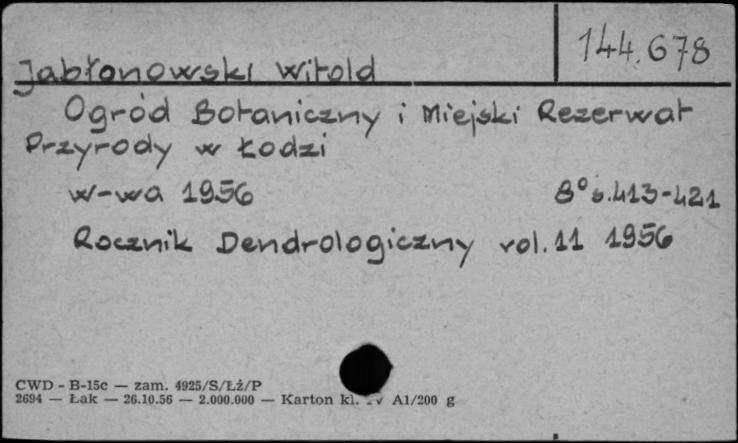 144.678
Jabłonowski Witold
Ogród Botaniczny i Miejski Rezerwat
Przyrody w Łodzi
W-wa 1956 8° s.413-421
Rocznik Dendrologiczny vol.11 1956
CWD - B-15c — zam. 4925/S/Łż/P
2694 — Łak — 26.10.56 — 2.000.000 — Karton kl. A1/200 g